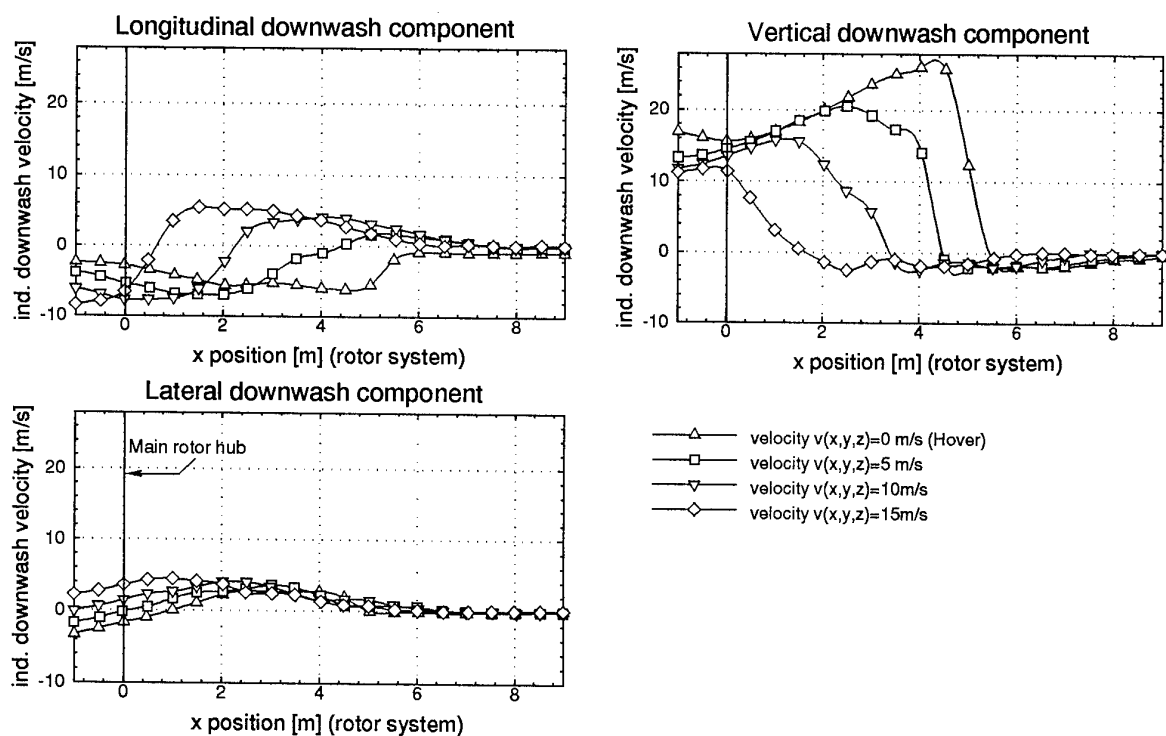 Longitudinal downwash component
ind. downwash velocity [m/s]
20
10
0
-10
0 2 4 6 8
x position [m] (rotor system)
Vertical downwash component
ind. downwash velocity [m/s]
20
10
0
-10
0 2 4 6 8
x position [m] (rotor system)
Lateral downwash component
ind. downwash velocity [m/s]
20
10
0
-10
Main rotor hub
0 2 4 6 8
x position [m] (rotor system)
velocity v(x,y,z)=0 m/s (Hover)
velocity v(x,y,z)=5 m/s
velocity v(x,y,z)=10m/s
velocity v(x,y,z)=15m/s